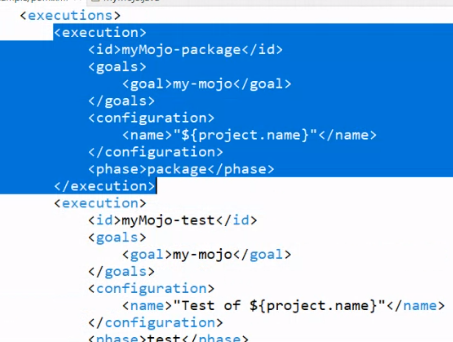 <executions>
<execution>
<id>myMojo-package</id>
<goals>
<goal>my-mojo</goal>
</goals>
<configuration>
<name>"${project.name}"</name>
</configuration>
<phase>package</phase>
</execution>
<execution>
<id>myMojo-test</id>
<goals>
<goal>my-mojo</goal>
</goals>
<configuration>
<name>"Test of ${project.name}"</name>
</configuration>
<phase>test</phase>